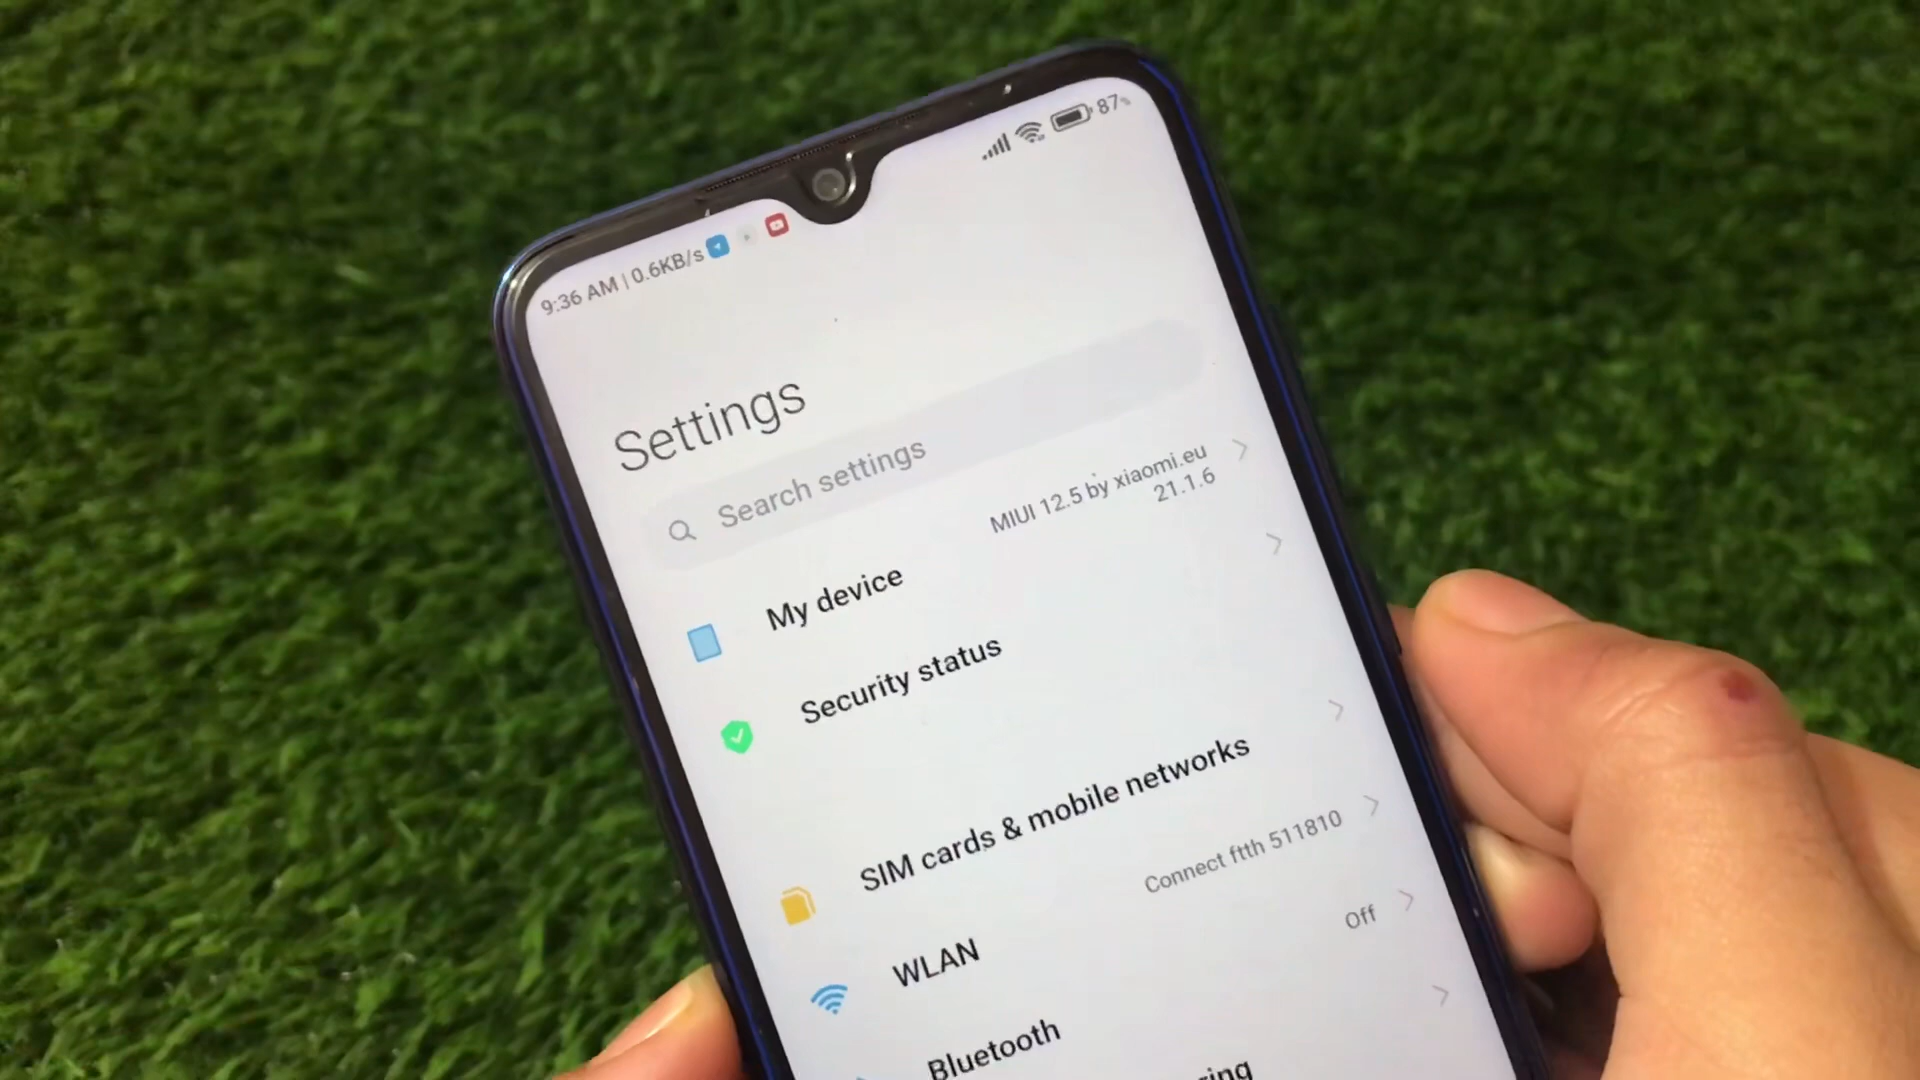 9:36 AM | 0.6KB/s
87%
Settings
Search settings
My device
MIUI 12.5 by xiaomi.eu
21.1.6
Security status
SIM cards & mobile networks
WLAN
Connect ftth 511810
Bluetooth
Off